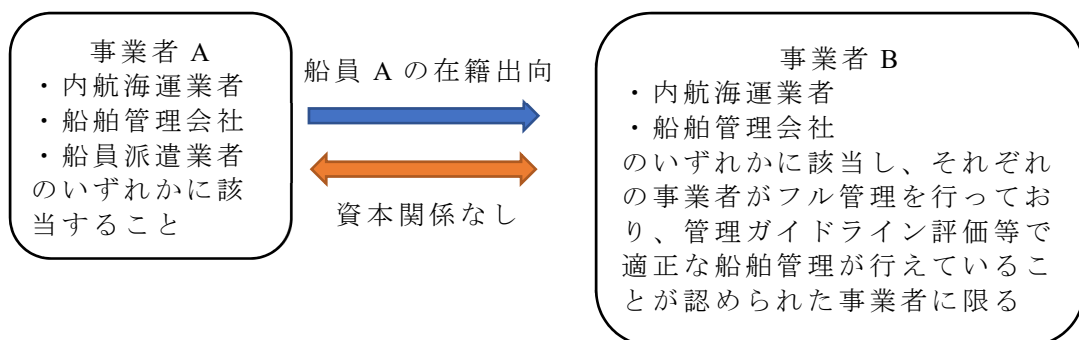 事業者 A
・内航海運業者
・船舶管理会社
・船員派遣業者
のいずれかに該
当すること
船員 A の在籍出向
資本関係なし
事業者 B
・内航海運業者
・船舶管理会社
のいずれかに該当し、それぞれ
の事業者がフル管理を行ってお
り、管理ガイドライン評価等で
適正な船舶管理が行えているこ
とが認められた事業者に限る